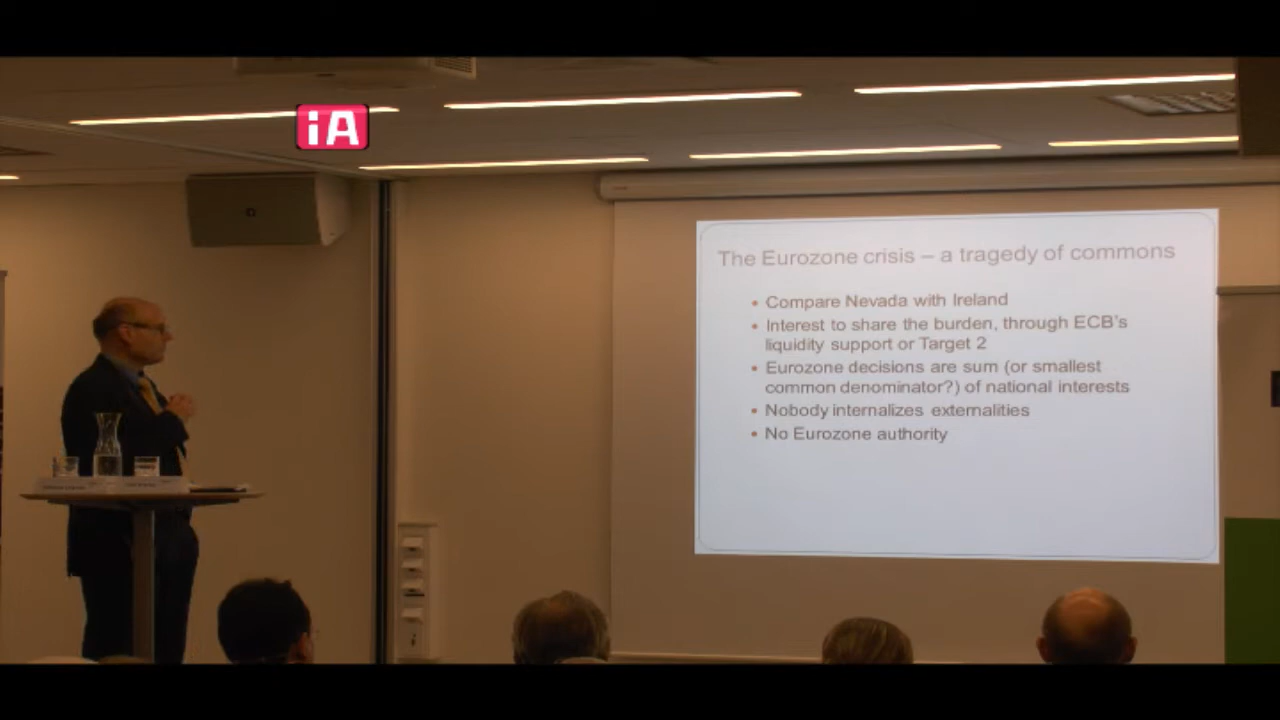 iA
The Eurozone crisis – a tragedy of commons
• Compare Nevada with Ireland
• Interest to share the burden, through ECB's
liquidity support or Target 2
• Eurozone decisions are sum (or smallest
common denominator?) of national interests
• Nobody internalizes externalities
• No Eurozone authority